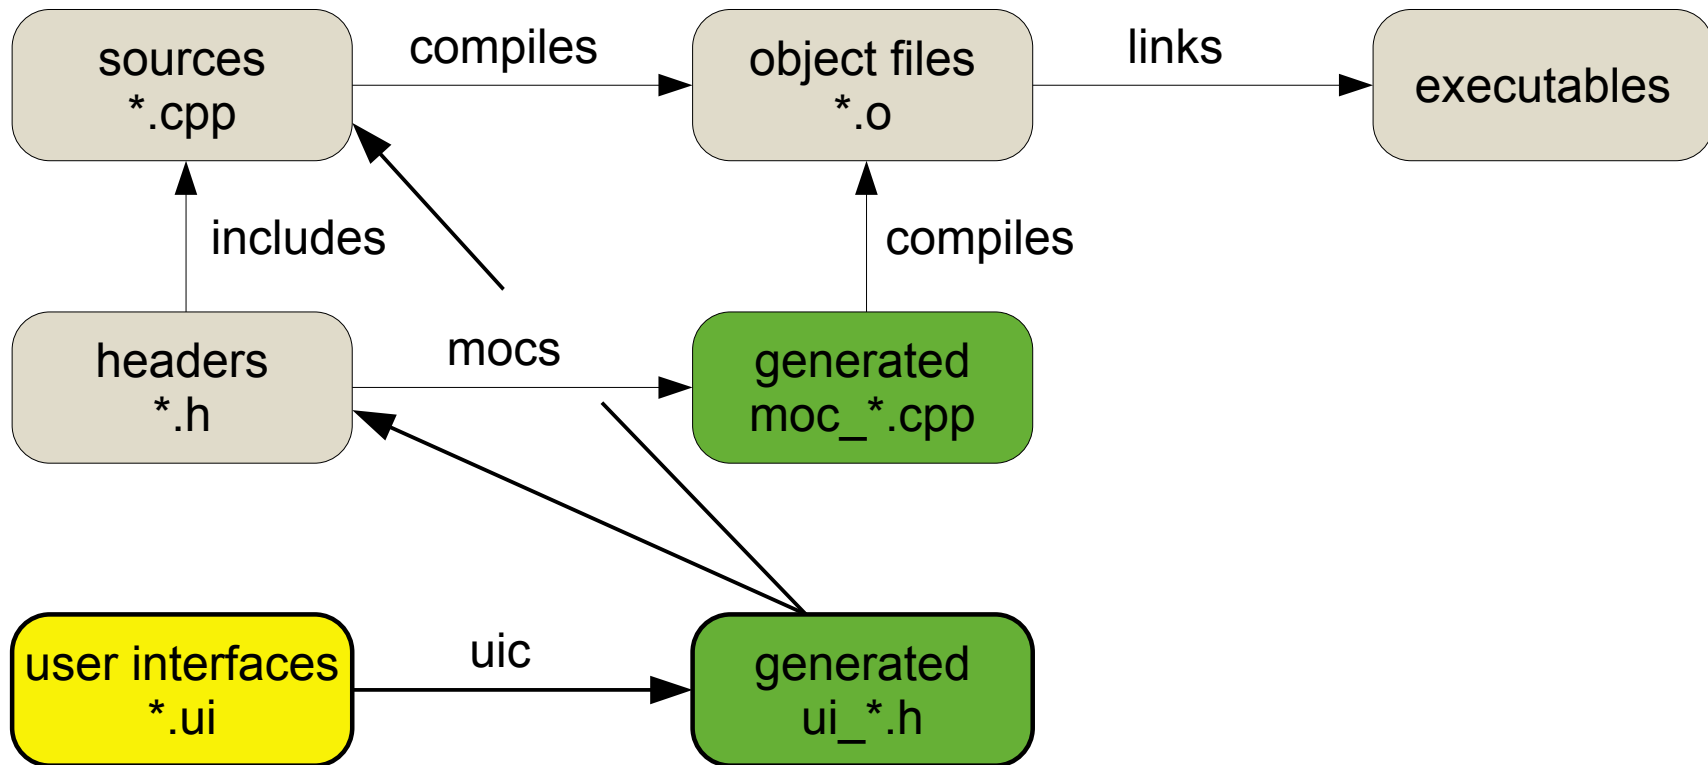 sources
*.cpp
compiles
object files
*.o
links
executables
includes
compiles
headers
*.h
mocs
generated
moc_*.cpp
user interfaces
*.ui
uic
generated
ui_*.h